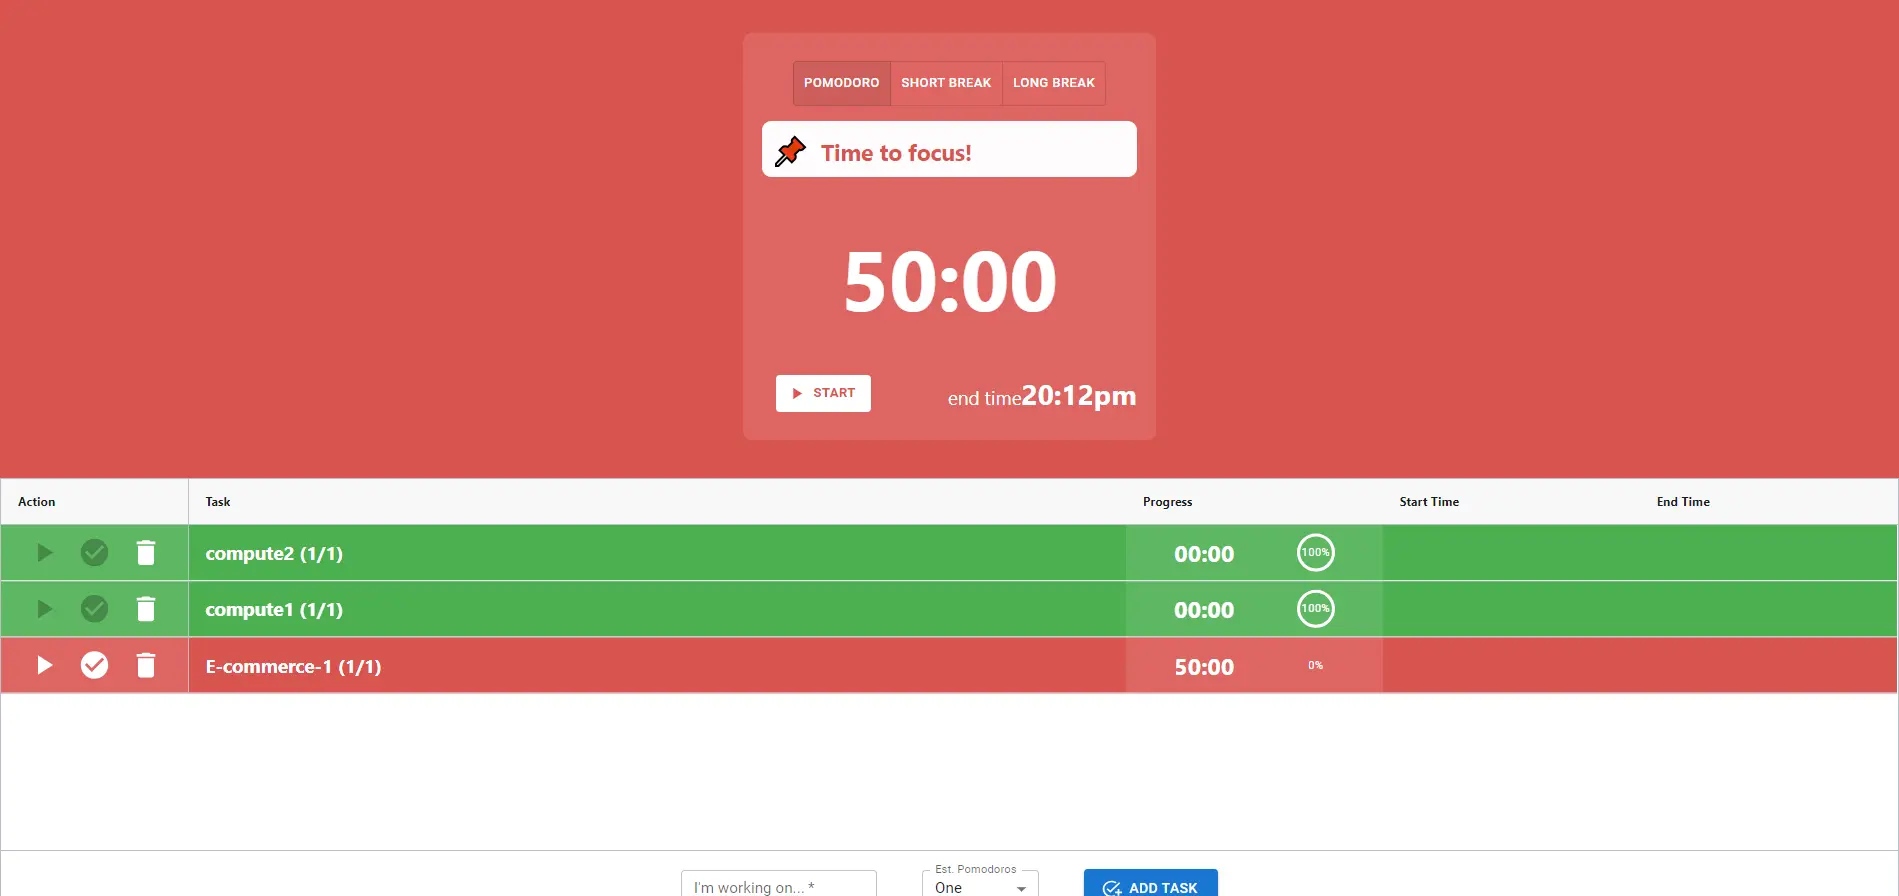 POMODORO SHORT BREAK LONG BREAK
Time to focus!
50:00
START end time20:12pm
Action Task Progress Start Time End Time
compute2 (1/1) 00:00 100%
compute1 (1/1) 00:00 100%
E-commerce-1 (1/1) 50:00 0%
Est. Pomodoros
I'm working on... * One ADD TASK